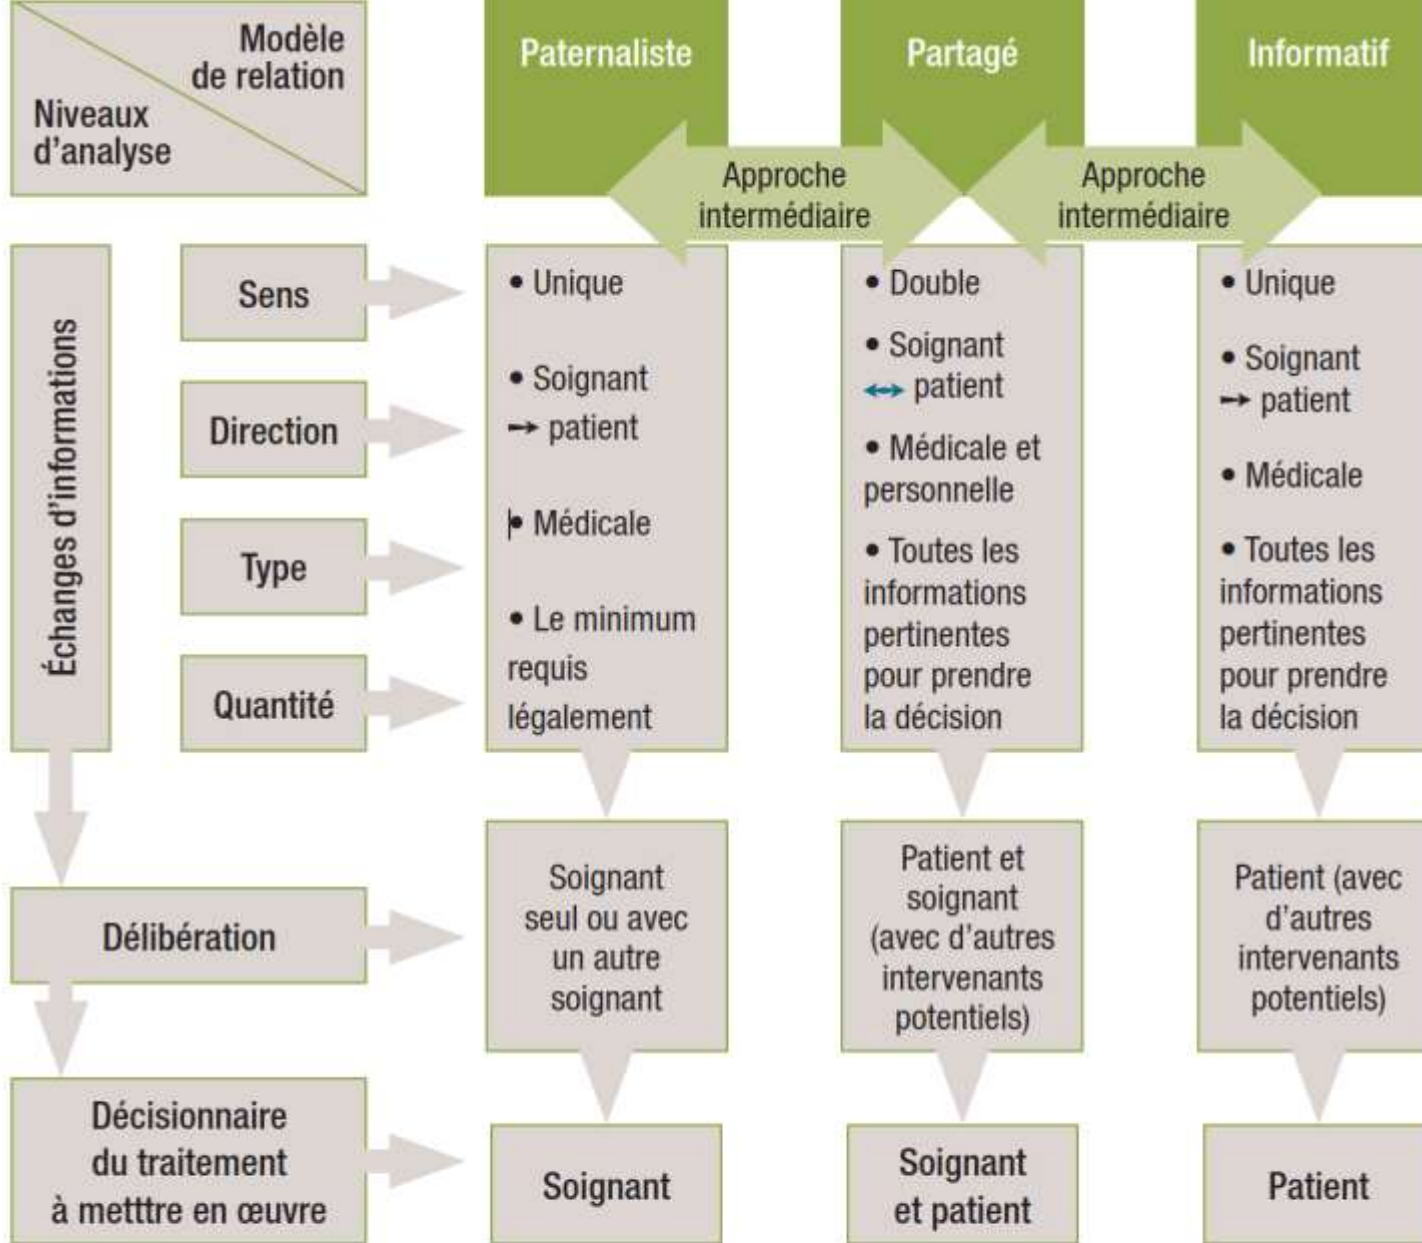 Modèle
de relation
Niveaux
d'analyse
Paternaliste
Partagé
Informatif
Approche
intermédiaire
Approche
intermédiaire
Échanges d'informations
Sens
Direction
Type
Quantité
• Unique
• Soignant
→ patient
• Médicale
• Le minimum
requis
légalement
• Double
• Soignant
↔ patient
• Médicale et
personnelle
• Toutes les
informations
pertinentes
pour prendre
la décision
• Unique
• Soignant
→ patient
• Médicale
• Toutes les
informations
pertinentes
pour prendre
la décision
Délibération
Soignant
seul ou avec
un autre
soignant
Patient et
soignant
(avec d'autres
intervenants
potentiels)
Patient (avec
d'autres
intervenants
potentiels)
Décisionnaire
du traitement
à metttre en œuvre
Soignant
Soignant
et patient
Patient